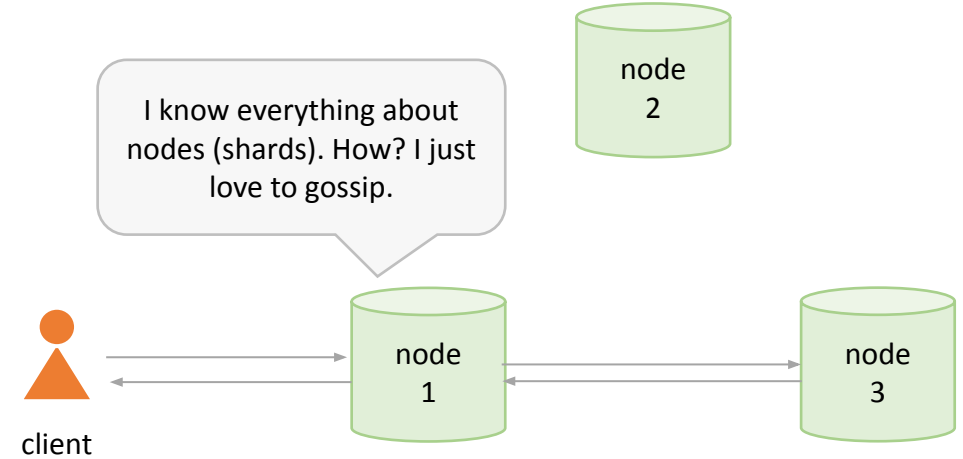 node
2
I know everything about
nodes (shards). How? I just
love to gossip.
node
1
node
3
client